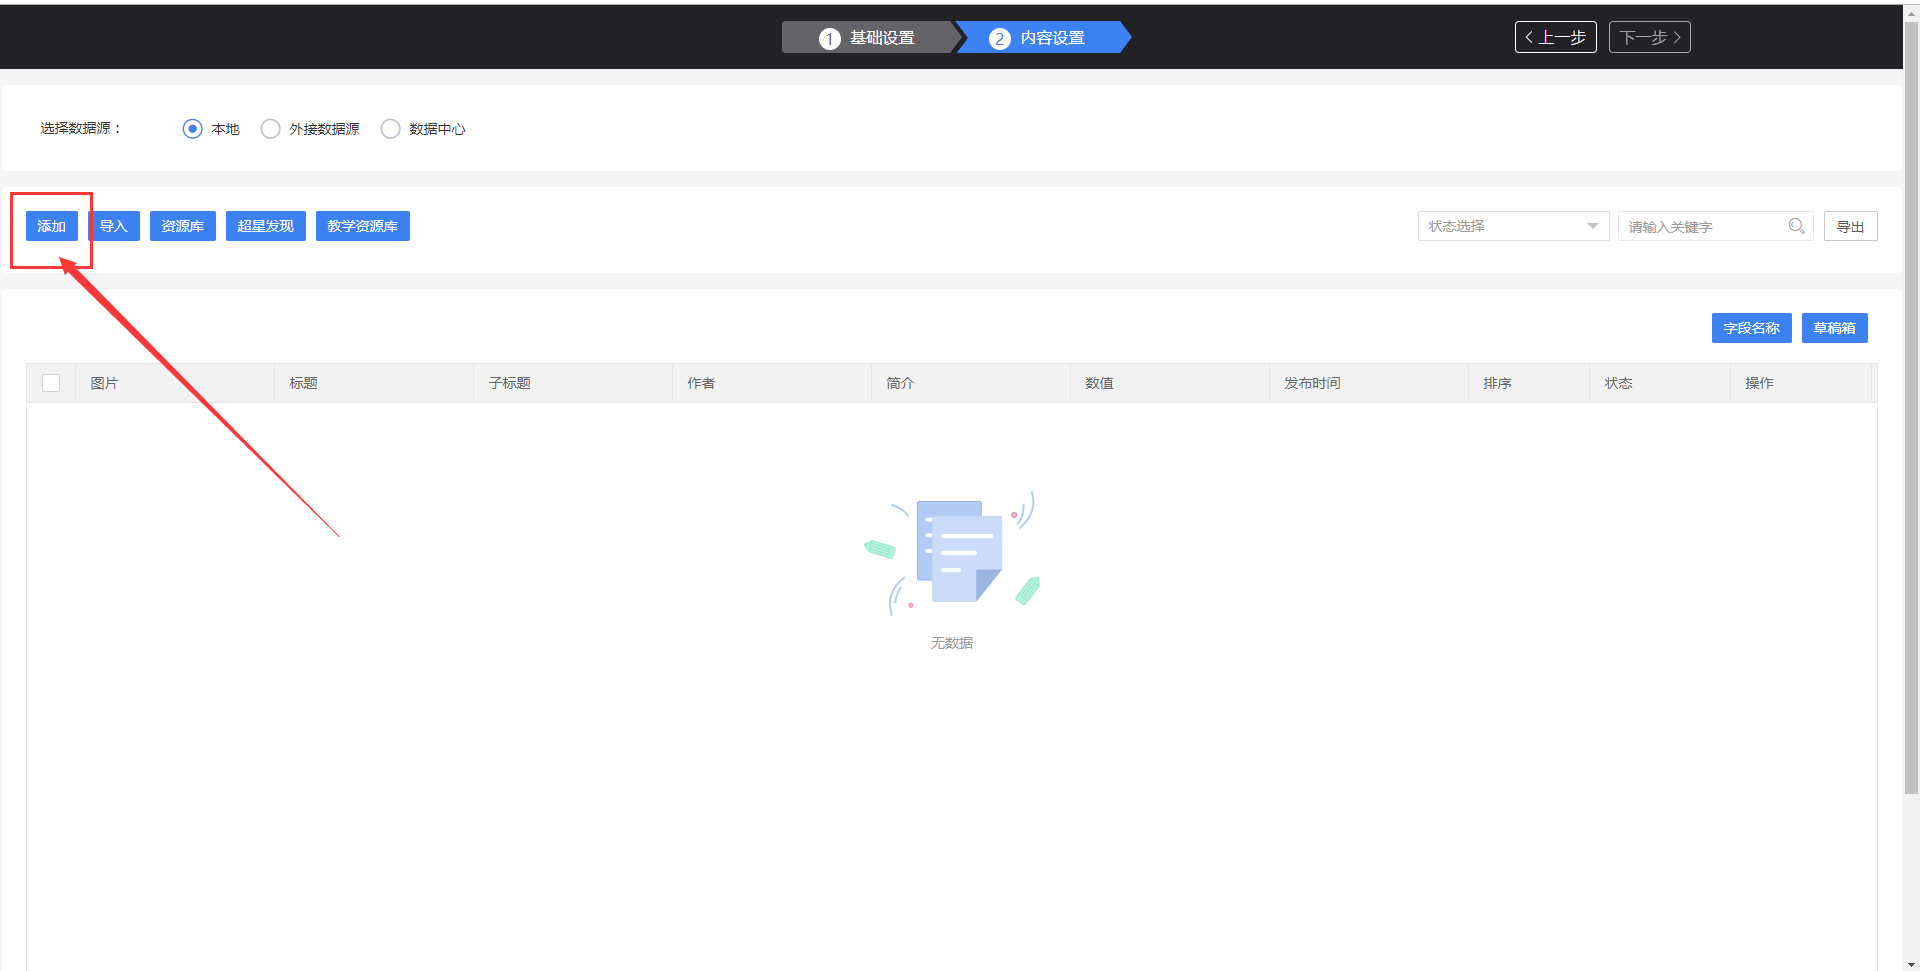 1 基础设置 2 内容设置 上一步 下一步
选择数据源： 本地 外接数据源 数据中心
添加 导入 资源库 超星发现 教学资源库 状态选择 请输入关键字 导出
字段名称 草稿箱
图片 标题 子标题 作者 简介 数值 发布时间 排序 状态 操作
无数据